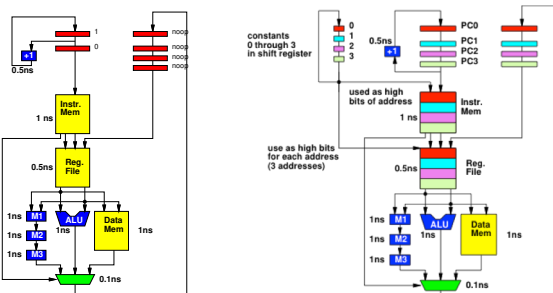 1
0
+1
0.5ns
noop
noop
noop
noop
Instr.
Mem
1 ns
Reg.
File
0.5ns
1ns M1
1ns M2
1ns M3
ALU
1ns
Data
Mem
1ns
0.1ns
constants
0 through 3
in shift register
0
1
2
3
0.5ns
+1
PC0
PC1
PC2
PC3
used as high
bits of address
Instr.
Mem
1 ns
use as high bits
for each address
(3 addresses)
Reg.
File
0.5ns
1ns M1
1ns M2
1ns M3
ALU
1ns
Data
Mem
1ns
0.1ns